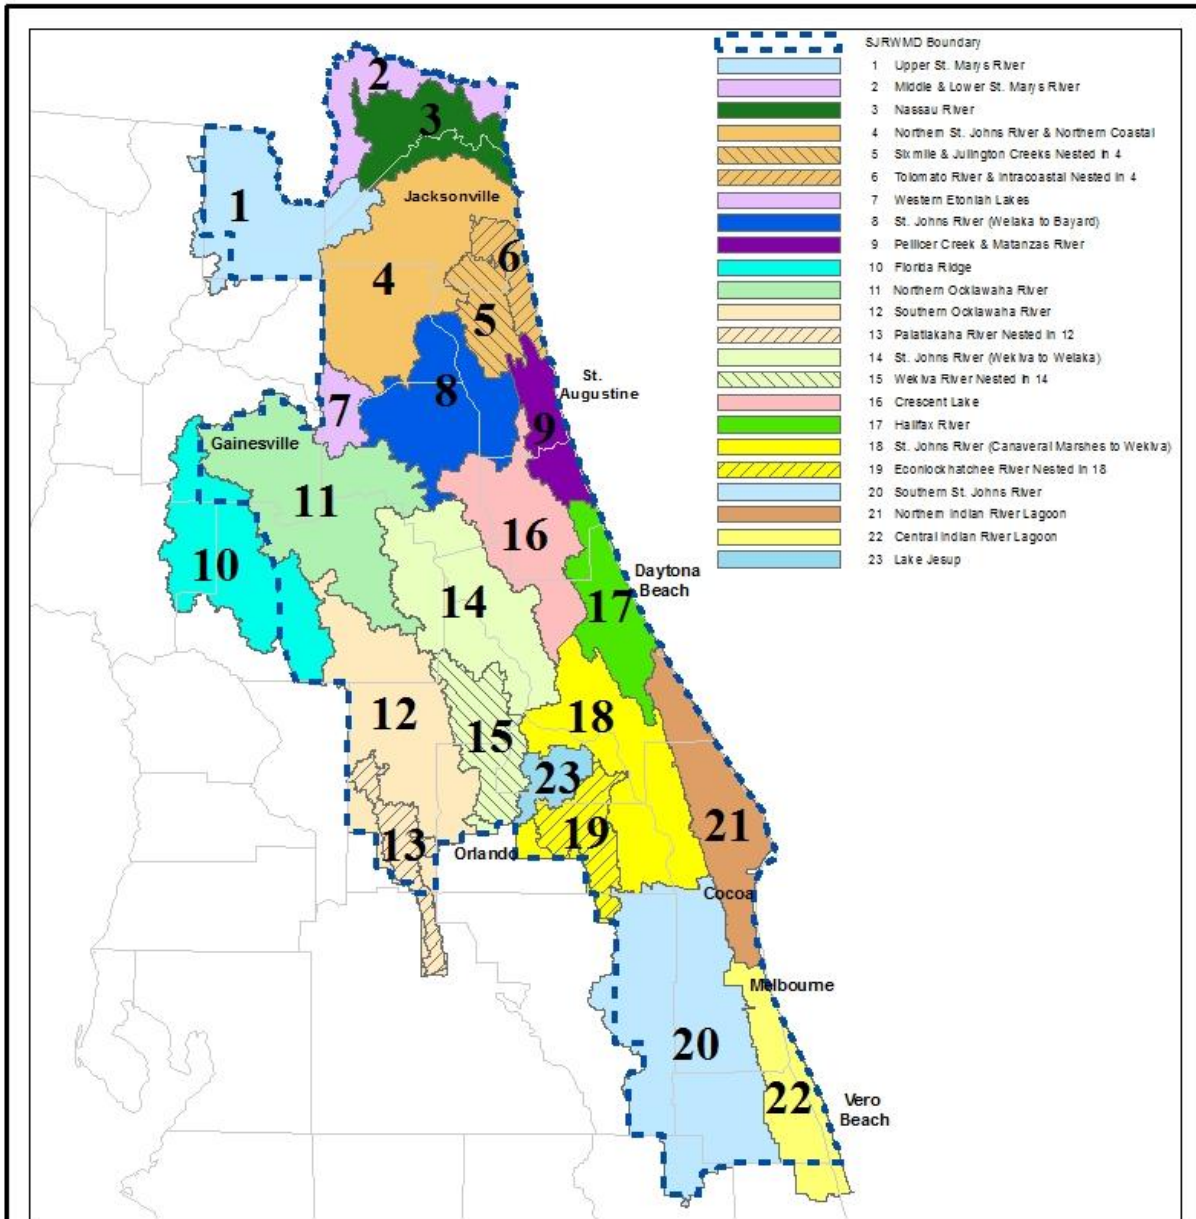 SJRWMD Boundary
1 Upper St. Marys River
2 Middle & Lower St. Marys River
3 Nassau River
4 Northern St. Johns River & Northern Coastal
5 Sixmile & Julington Creeks Nested in 4
6 Tolomato River & Intracoastal Nested in 4
7 Western Etoniah Lakes
8 St. Johns River (Welaka to Bayard)
9 Pellicer Creek & Matanzas River
10 Florida Ridge
11 Northern Ocklawaha River
12 Southern Ocklawaha River
13 Palatlakaha River Nested in 12
14 St. Johns River (Wekiva to Welaka)
15 Wekiva River Nested in 14
16 Crescent Lake
17 Halifax River
18 St. Johns River (Canaveral Marshes to Wekiva)
19 Econlockhatchee River Nested in 18
20 Southern St. Johns River
21 Northern Indian River Lagoon
22 Central Indian River Lagoon
23 Lake Jesup
2
3
1
Jacksonville
6
4
5
St.
Augustine
8
7
9
Gainesville
11
16
10
Daytona
Beach
14
17
12
18
15
23
21
19
13
Orlando
Cocoa
Melbourne
20
22
Vero
Beach